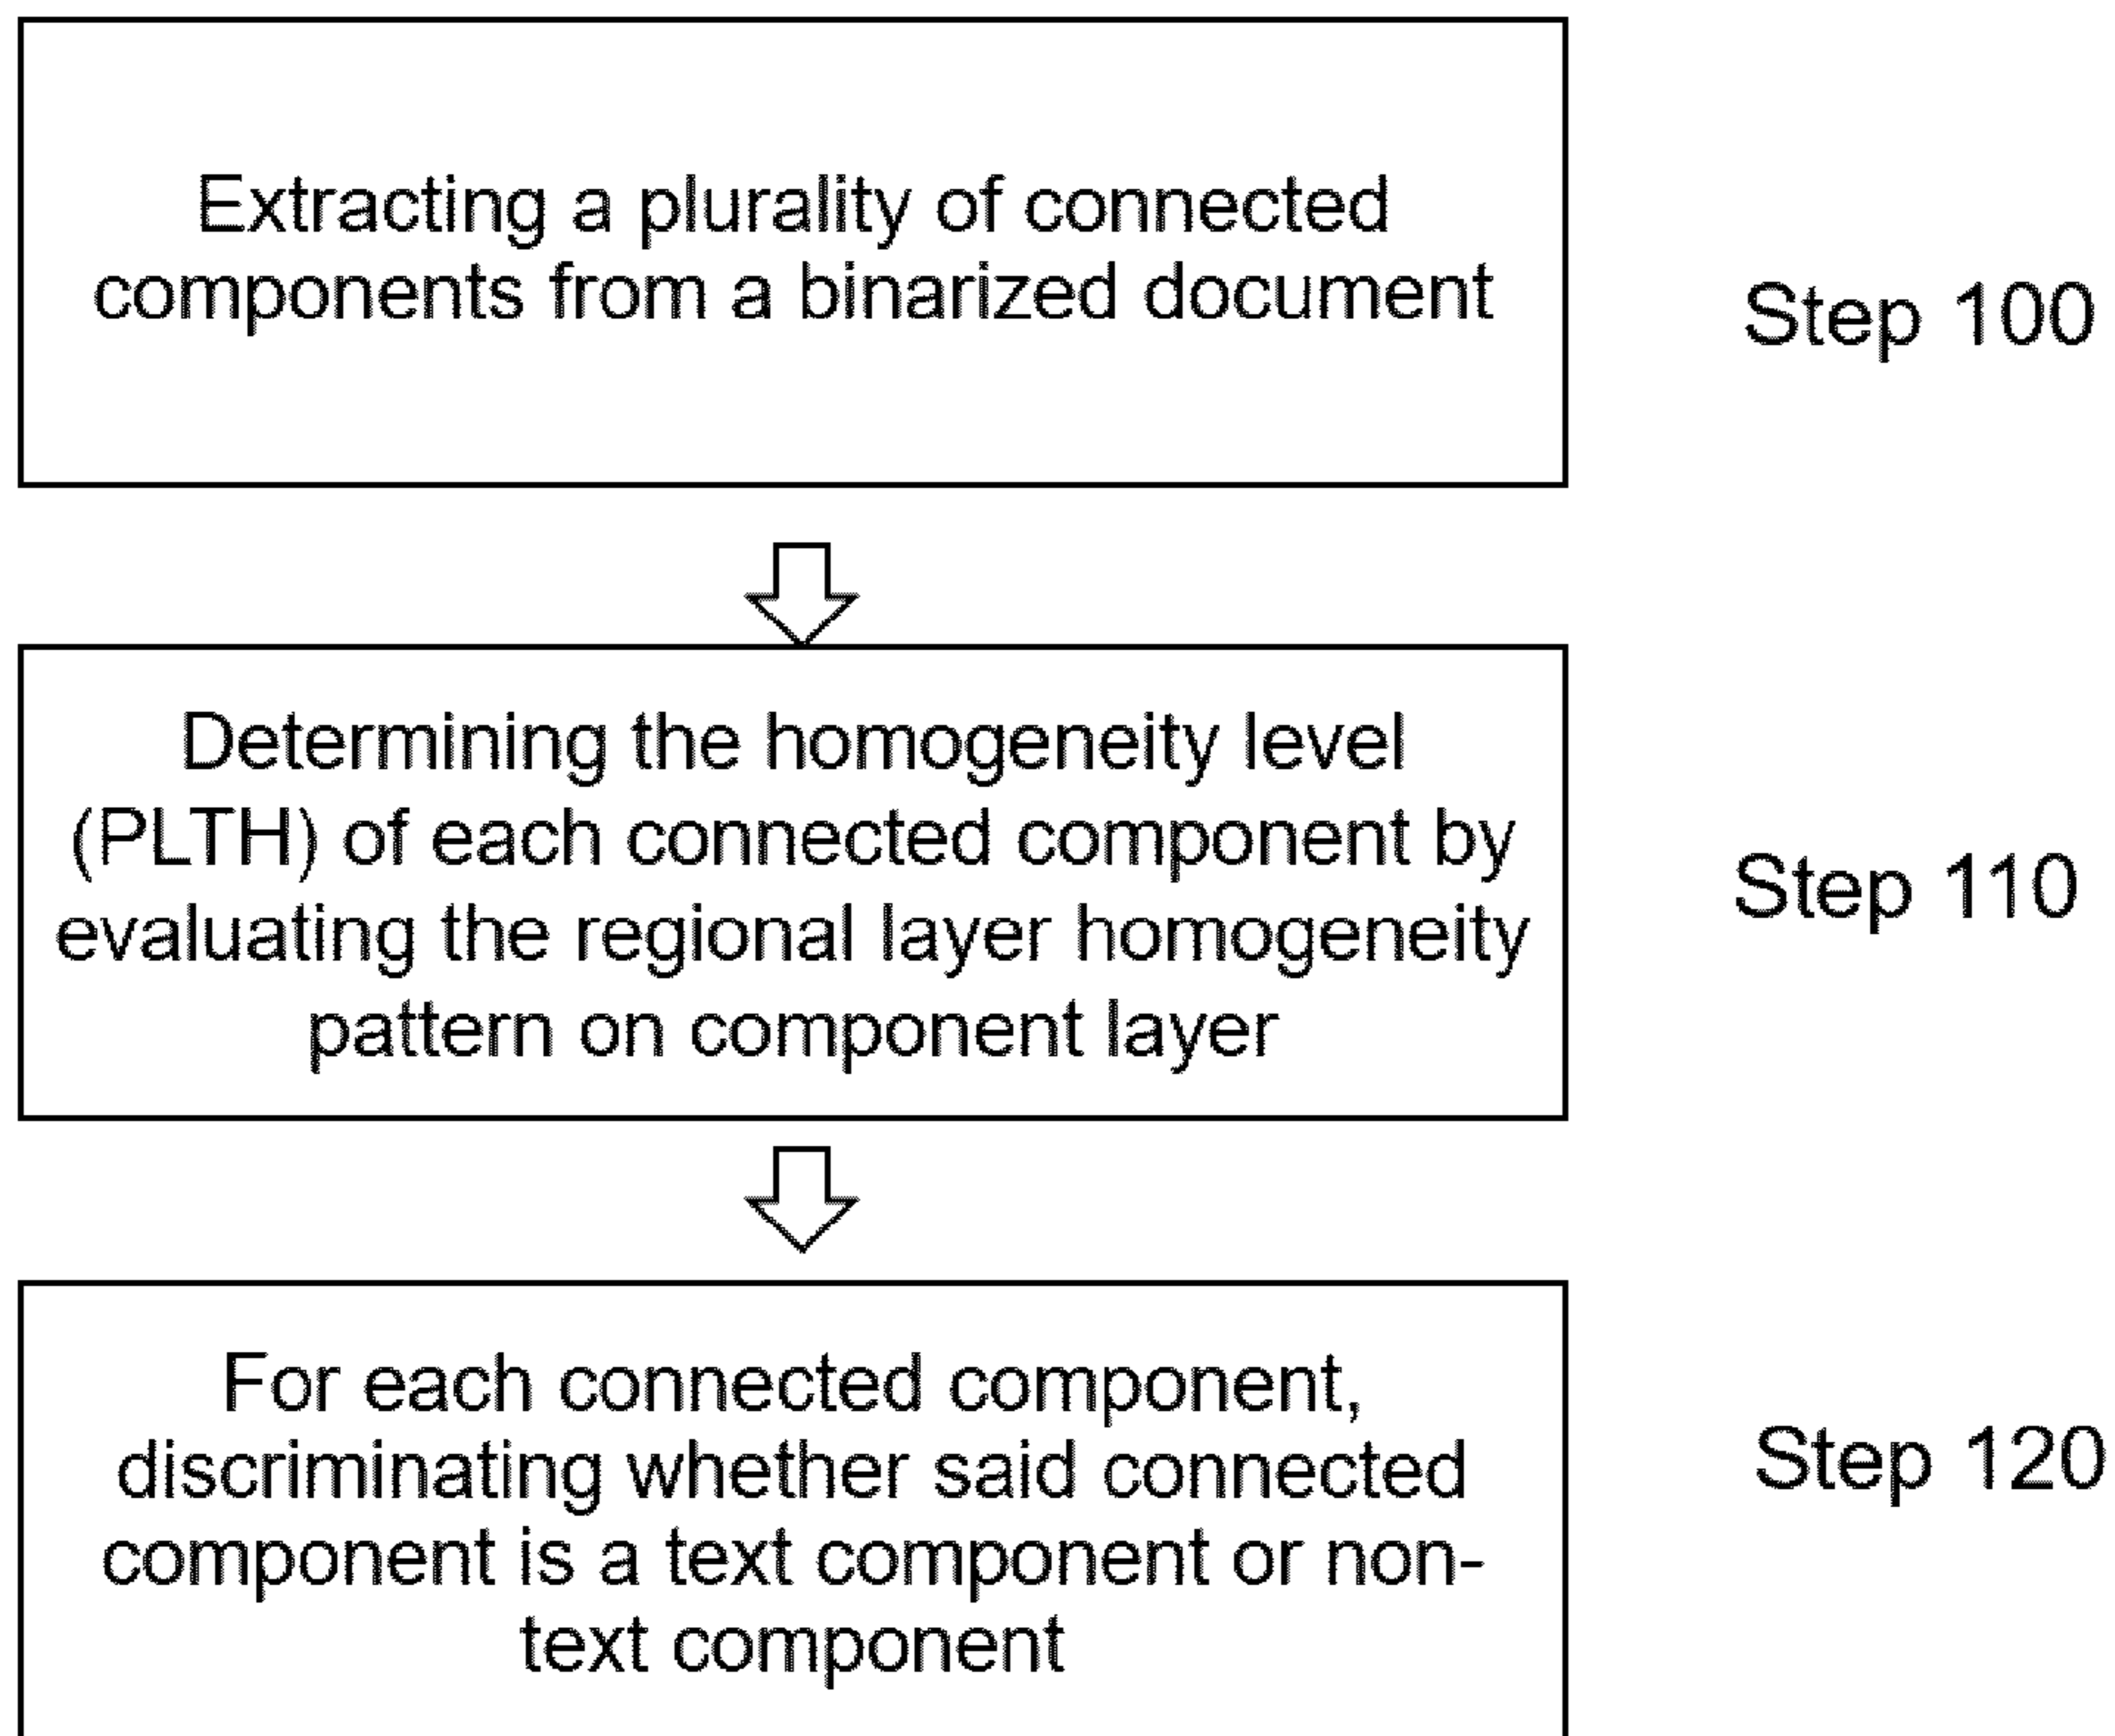 Extracting a plurality of connected
components from a binarized document
Step 100
Determining the homogeneity level
(PLTH) of each connected component by
evaluating the regional layer homogeneity
pattern on component layer
Step 110
For each connected component,
discriminating whether said connected
component is a text component or non-
text component
Step 120